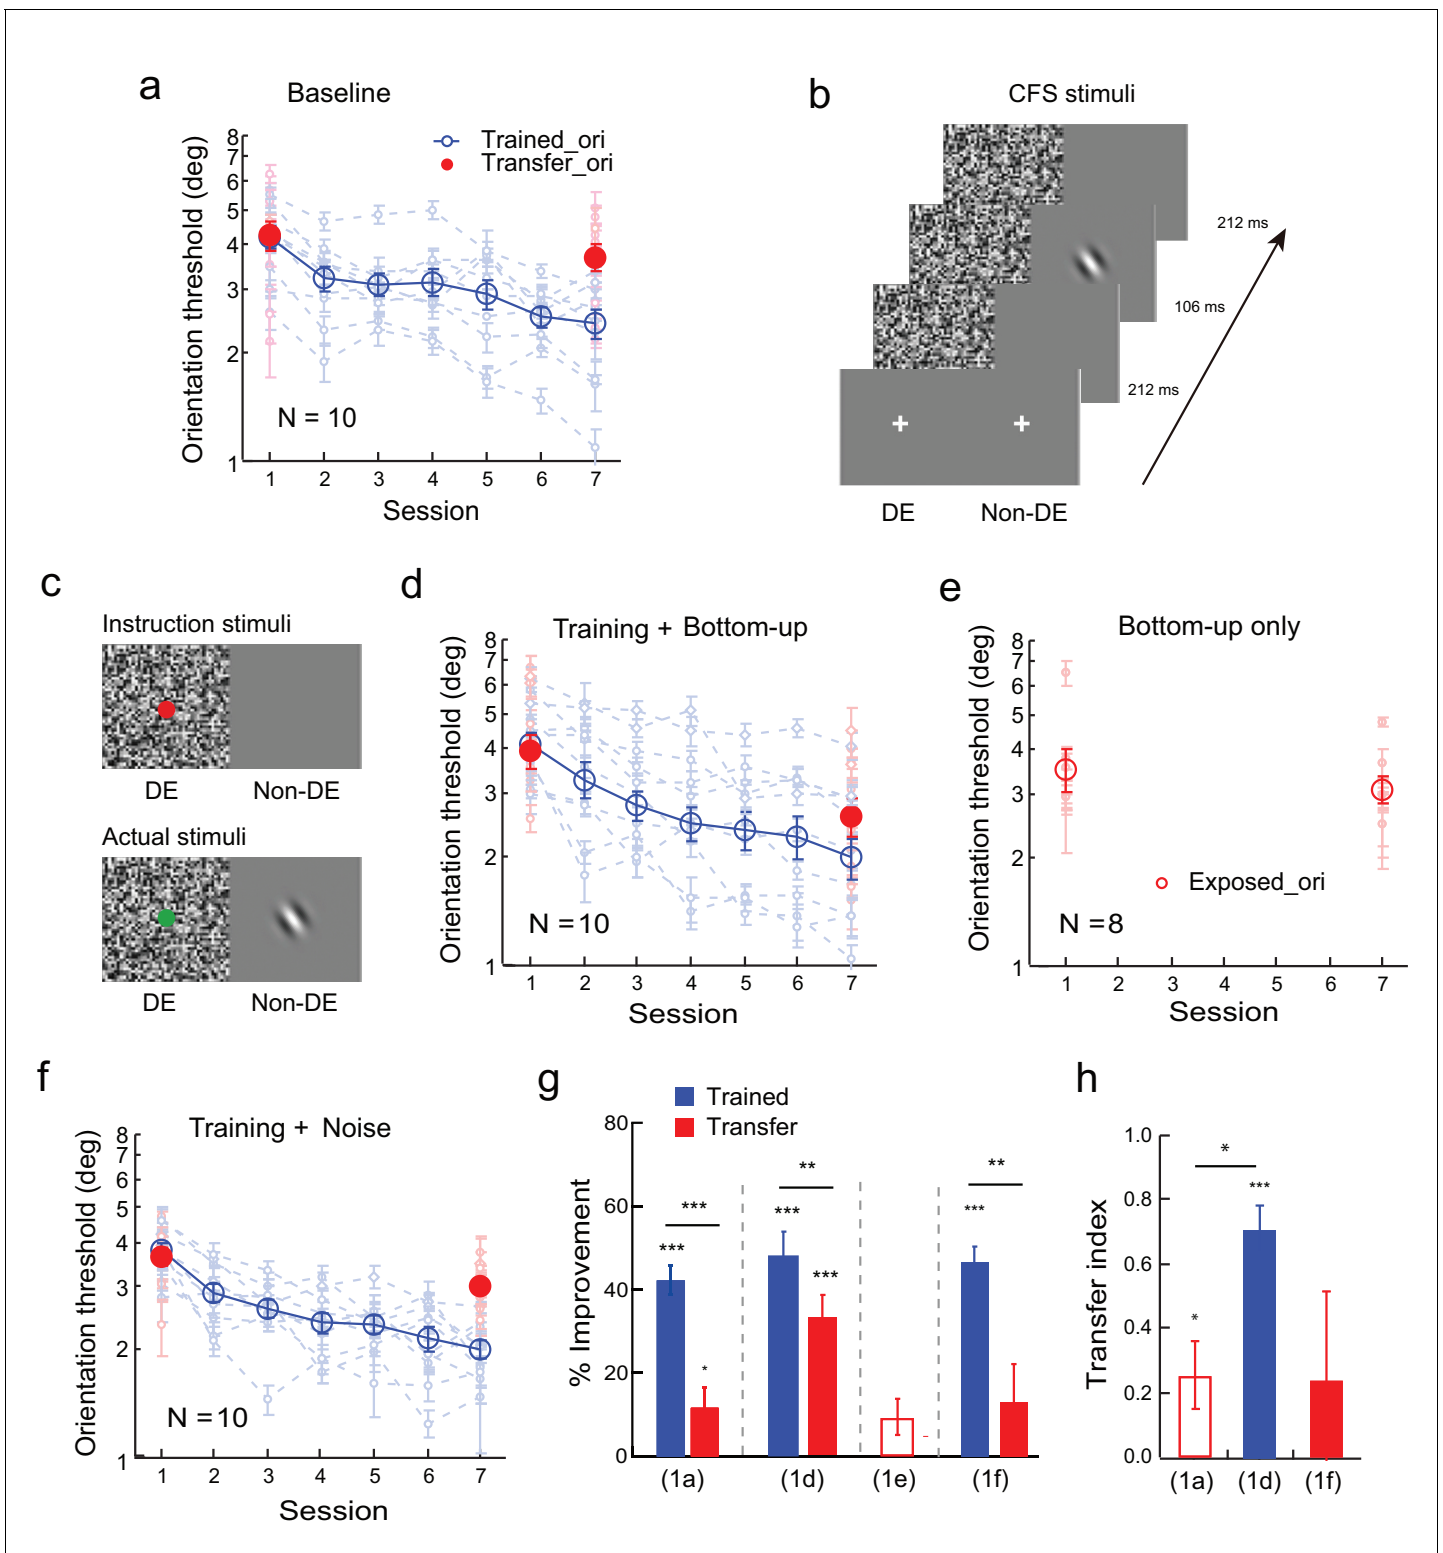 a
Baseline
Orientation threshold (deg)
8
7
6
5
4
3
2
1
Trained_ori
Transfer_ori
N = 10
1 2 3 4 5 6 7
Session
b
CFS stimuli
212 ms
106 ms
212 ms
DE Non-DE
c
Instruction stimuli
DE Non-DE
Actual stimuli
DE Non-DE
d
Training + Bottom-up
Orientation threshold (deg)
8
7
6
5
4
3
2
1
N = 10
1 2 3 4 5 6 7
Session
e
Bottom-up only
Orientation threshold (deg)
8
7
6
5
4
3
2
1
Exposed_ori
N = 8
1 2 3 4 5 6 7
Session
f
Training + Noise
Orientation threshold (deg)
8
7
6
5
4
3
2
1
N = 10
1 2 3 4 5 6 7
Session
g
Trained
Transfer
% Improvement
80
60
40
20
0
*** ** **
*** *** ***
* ***
(1a) (1d) (1e) (1f)
h
Transfer index
1.0
0.8
0.6
0.4
0.2
0.0
*
***
*
(1a) (1d) (1f)